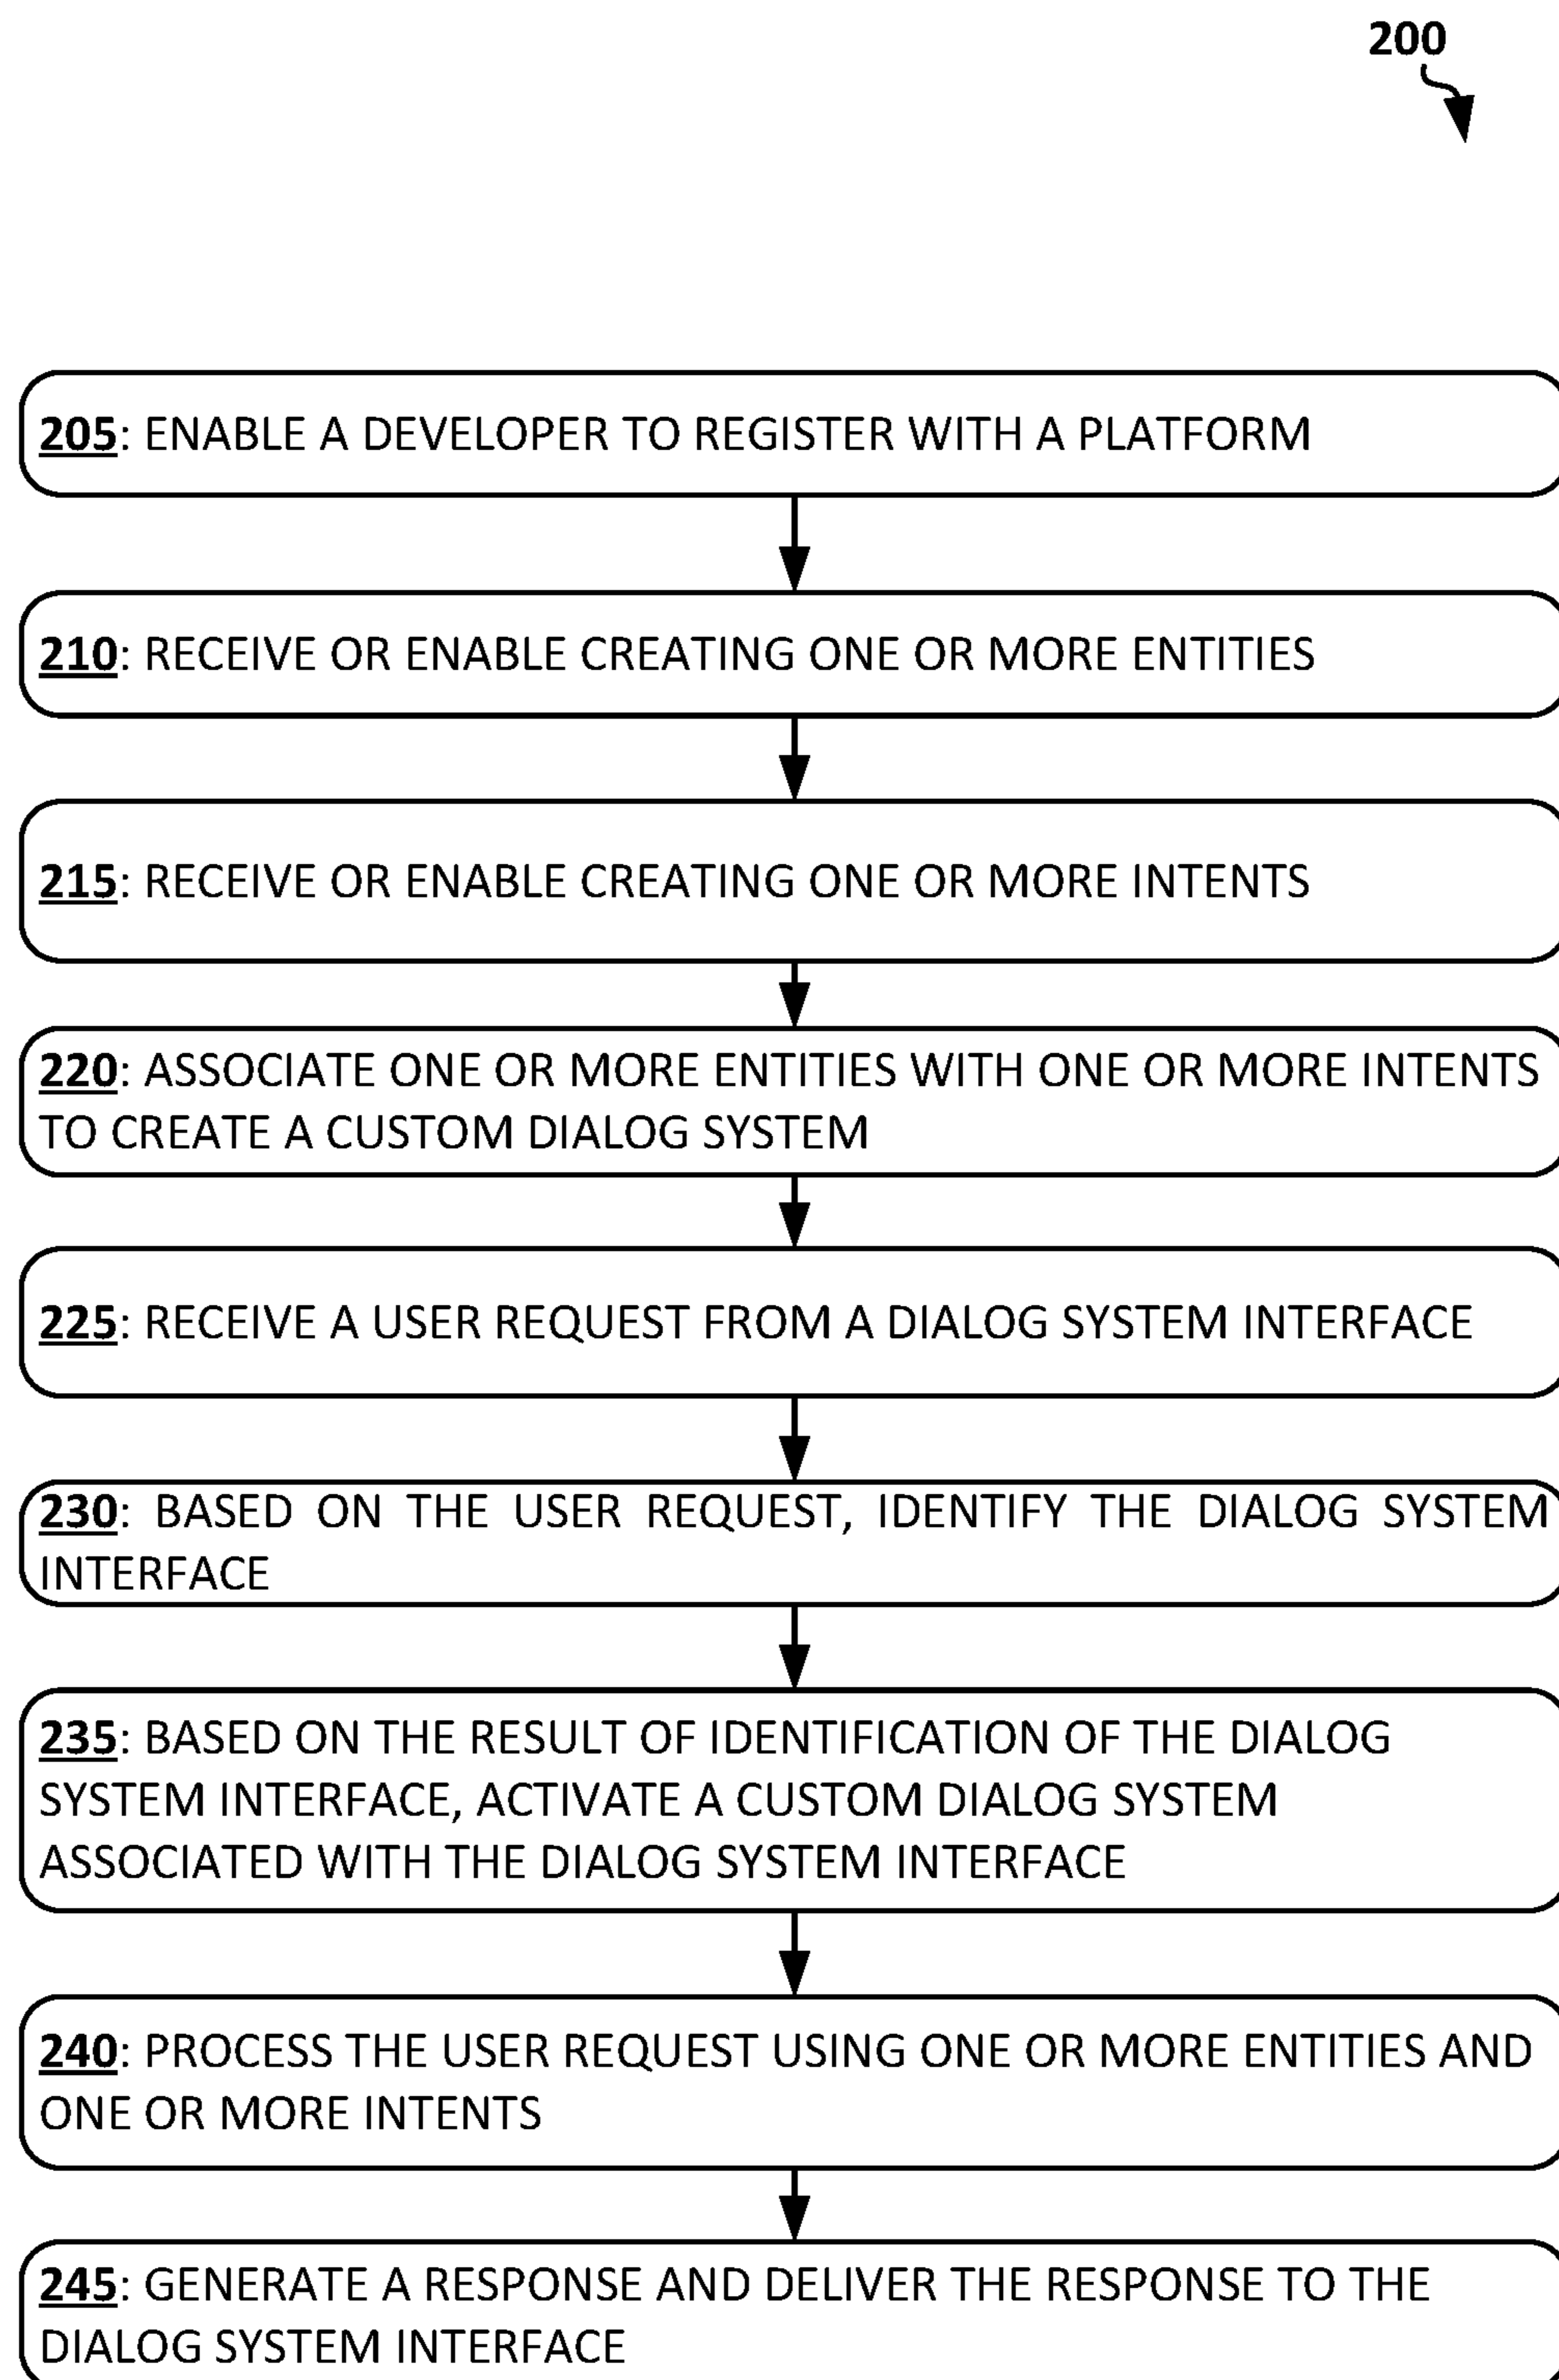 200
205: ENABLE A DEVELOPER TO REGISTER WITH A PLATFORM
210: RECEIVE OR ENABLE CREATING ONE OR MORE ENTITIES
215: RECEIVE OR ENABLE CREATING ONE OR MORE INTENTS
220: ASSOCIATE ONE OR MORE ENTITIES WITH ONE OR MORE INTENTS
TO CREATE A CUSTOM DIALOG SYSTEM
225: RECEIVE A USER REQUEST FROM A DIALOG SYSTEM INTERFACE
230: BASED ON THE USER REQUEST, IDENTIFY THE DIALOG SYSTEM
INTERFACE
235: BASED ON THE RESULT OF IDENTIFICATION OF THE DIALOG
SYSTEM INTERFACE, ACTIVATE A CUSTOM DIALOG SYSTEM
ASSOCIATED WITH THE DIALOG SYSTEM INTERFACE
240: PROCESS THE USER REQUEST USING ONE OR MORE ENTITIES AND
ONE OR MORE INTENTS
245: GENERATE A RESPONSE AND DELIVER THE RESPONSE TO THE
DIALOG SYSTEM INTERFACE